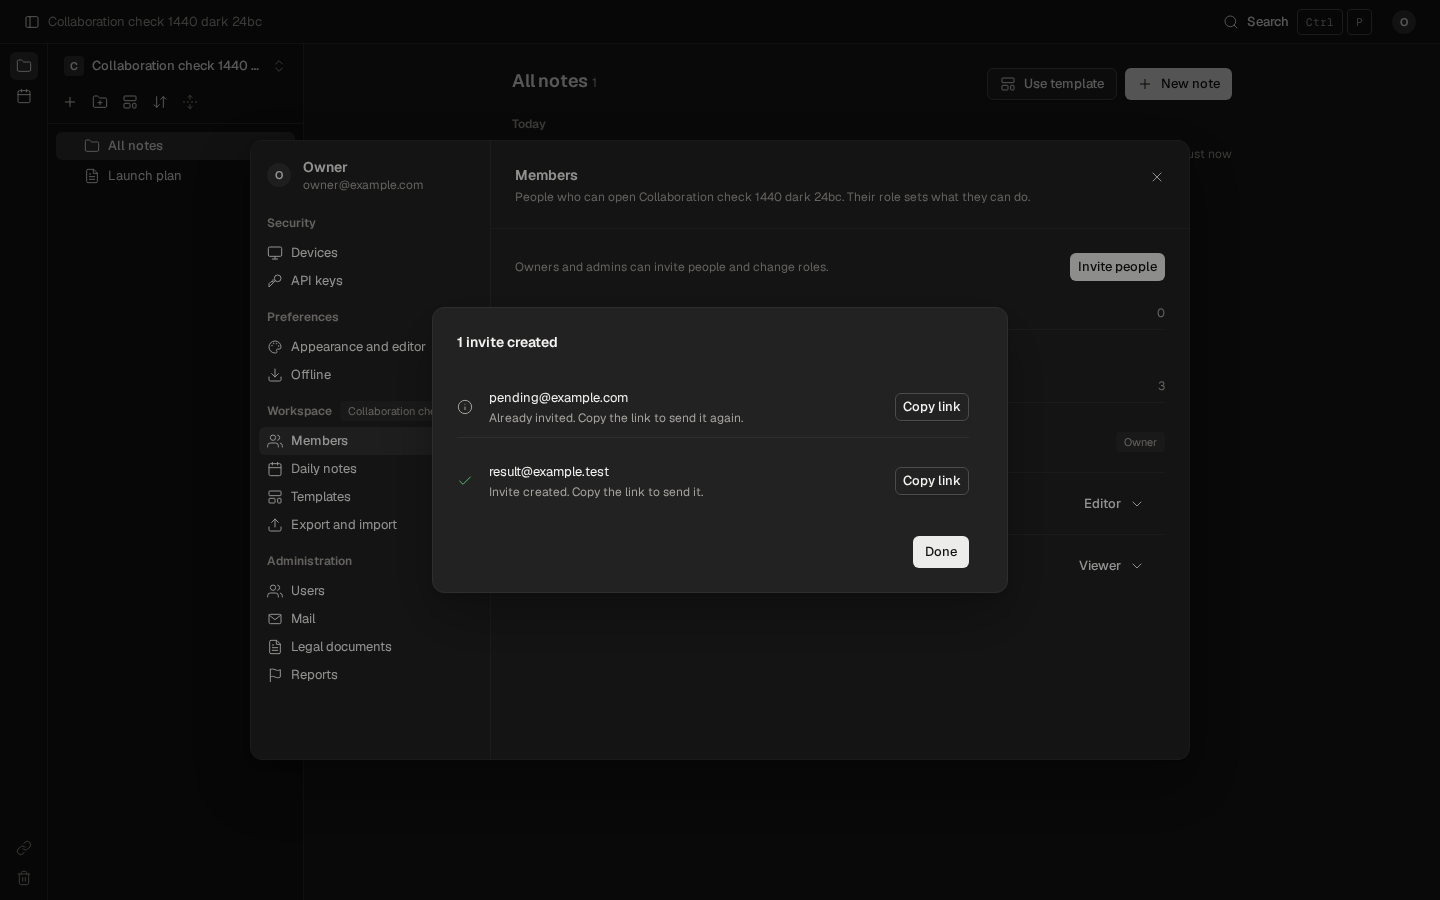 Collaboration check 1440 dark 24bc
Search Ctrl P O
C Collaboration check 1440 ...
All notes 1
Use template
New note
Today
All notes
Launch plan
ust now
O Owner
owner@example.com
Security
Devices
API keys
Preferences
Appearance and editor
Offline
Workspace Collaboration che
Members
Daily notes
Templates
Export and import
Administration
Users
Mail
Legal documents
Reports
Members
People who can open Collaboration check 1440 dark 24bc. Their role sets what they can do.
Owners and admins can invite people and change roles.
Invite people
0
3
Owner
Editor
Viewer
1 invite created
pending@example.com
Already invited. Copy the link to send it again.
Copy link
result@example.test
Invite created. Copy the link to send it.
Copy link
Done